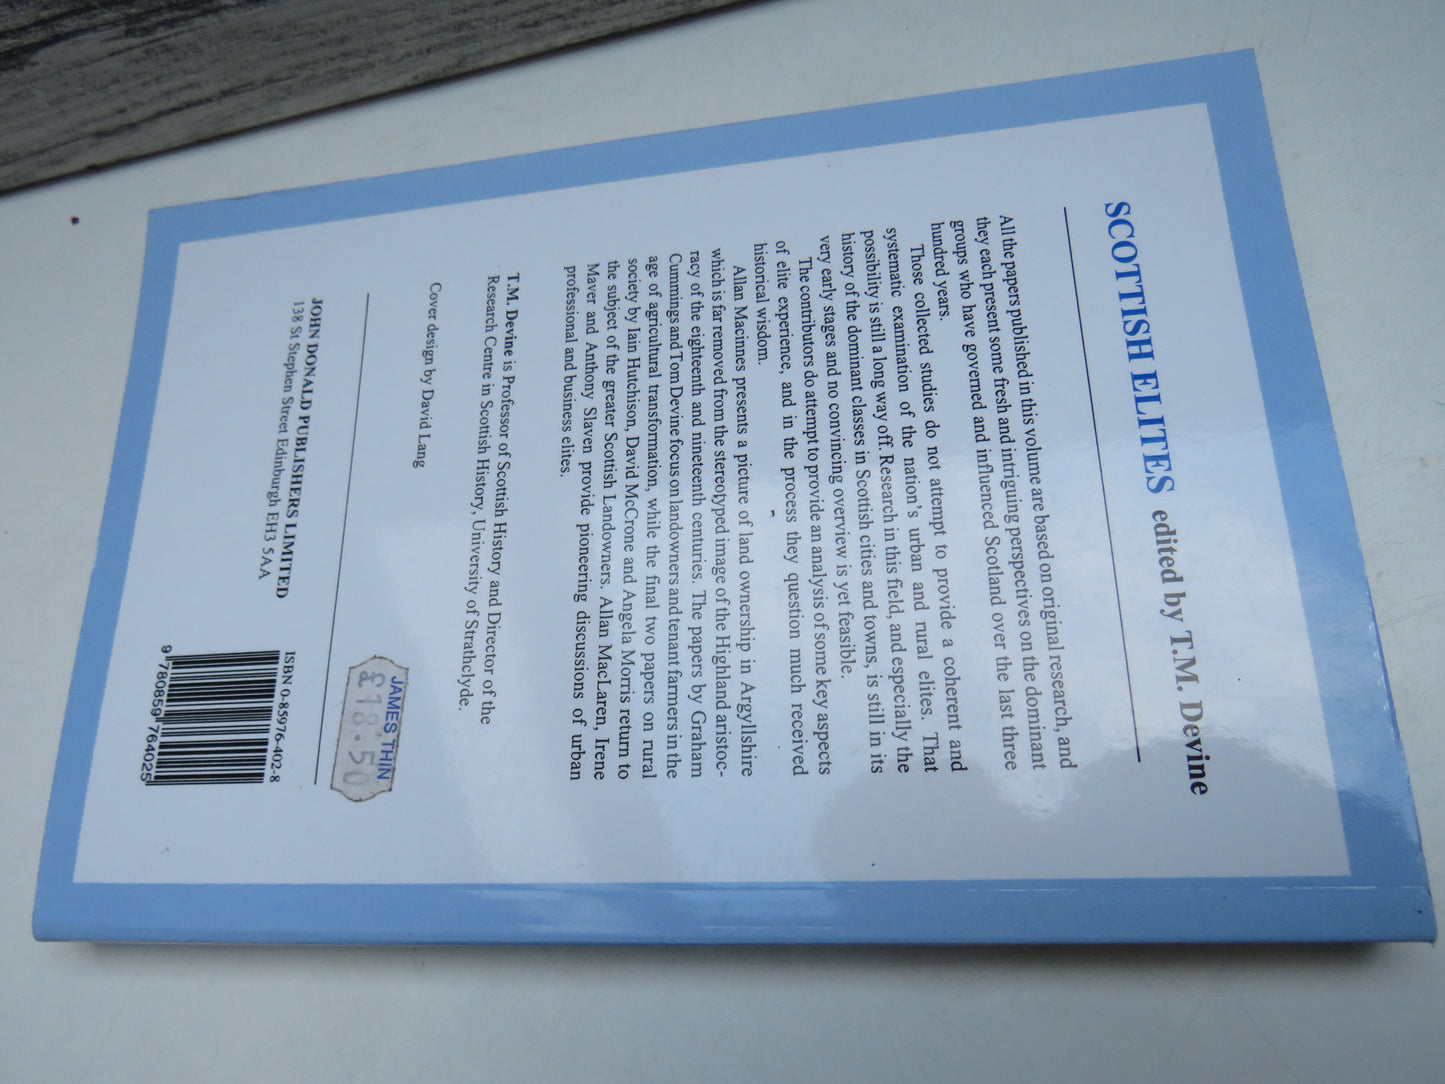 SCOTTISH ELITES edited by T.M. Devine
All the papers published in this volume are based on original research, and
they each present some fresh and intriguing perspectives on the dominant
groups who have governed and influenced Scotland over the last three
hundred years.
Those collected studies do not attempt to provide a coherent and
systematic examination of the nation's urban and rural elites. That
possibility is still a long way off. Research in this field, and especially the
history of the dominant classes in Scottish cities and towns, is still in its
very early stages and no convincing overview is yet feasible.
The contributors do attempt to provide an analysis of some key aspects
of elite experience, and in the process they question much received
historical wisdom.
Allan Macinnes presents a picture of land ownership in Argyllshire
which is far removed from the stereotyped image of the Highland aristoc-
racy of the eighteenth and nineteenth centuries. The papers by Graham
Cummings and Tom Devine focus on landowners and tenant farmers in the
age of agricultural transformation, while the final two papers on rural
society by Iain Hutchison, David McCrone and Angela Morris return to
the subject of the greater Scottish Landowners. Allan MacLaren, Irene
Maver and Anthony Slaven provide pioneering discussions of urban
professional and business elites.
T.M. Devine is Professor of Scottish History and Director of the
Research Centre in Scottish History, University of Strathclyde.
Cover design by David Lang
JAMES THIN
£18.50
JOHN DONALD PUBLISHERS LIMITED
138 St Stephen Street Edinburgh EH3 5AA
ISBN 0-85976-402-8
9 780859 764025